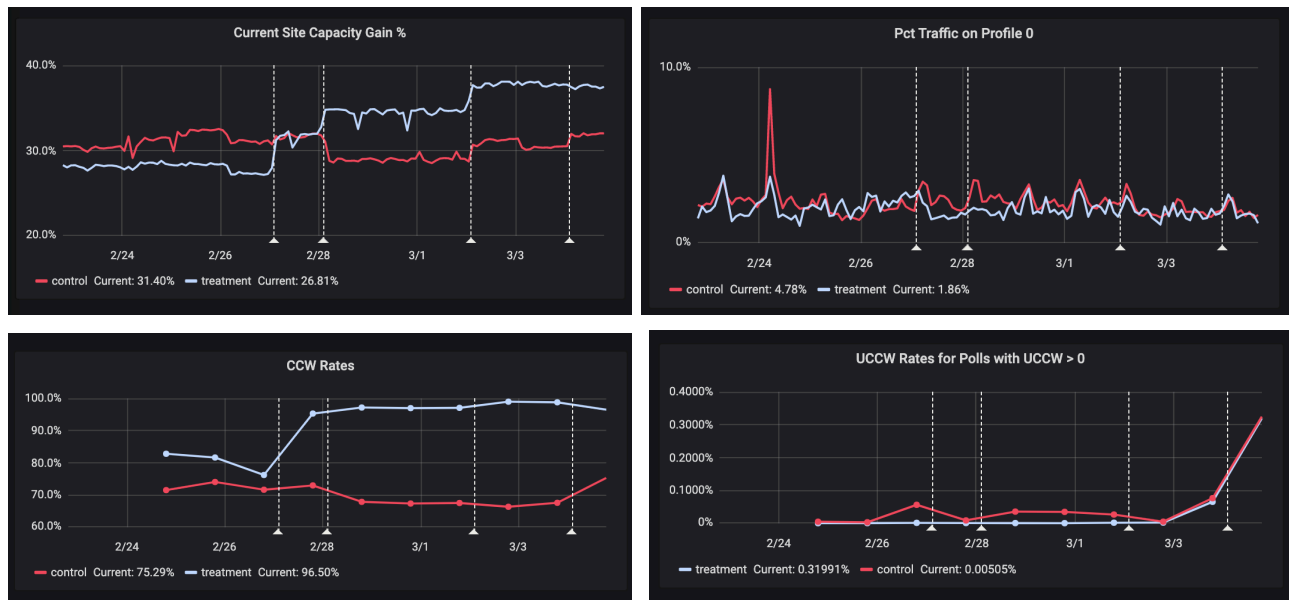 Current Site Capacity Gain %
40.0%
30.0%
20.0%
2/24 2/26 2/28 3/1 3/3
control Current: 31.40% treatment Current: 26.81%
Pct Traffic on Profile 0
10.0%
0%
2/24 2/26 2/28 3/1 3/3
control Current: 4.78% treatment Current: 1.86%
CCW Rates
100.0%
90.0%
80.0%
70.0%
60.0%
2/24 2/26 2/28 3/1 3/3
control Current: 75.29% treatment Current: 96.50%
UCCW Rates for Polls with UCCW > 0
0.4000%
0.3000%
0.2000%
0.1000%
0%
2/24 2/26 2/28 3/1 3/3
treatment Current: 0.31991% control Current: 0.00505%